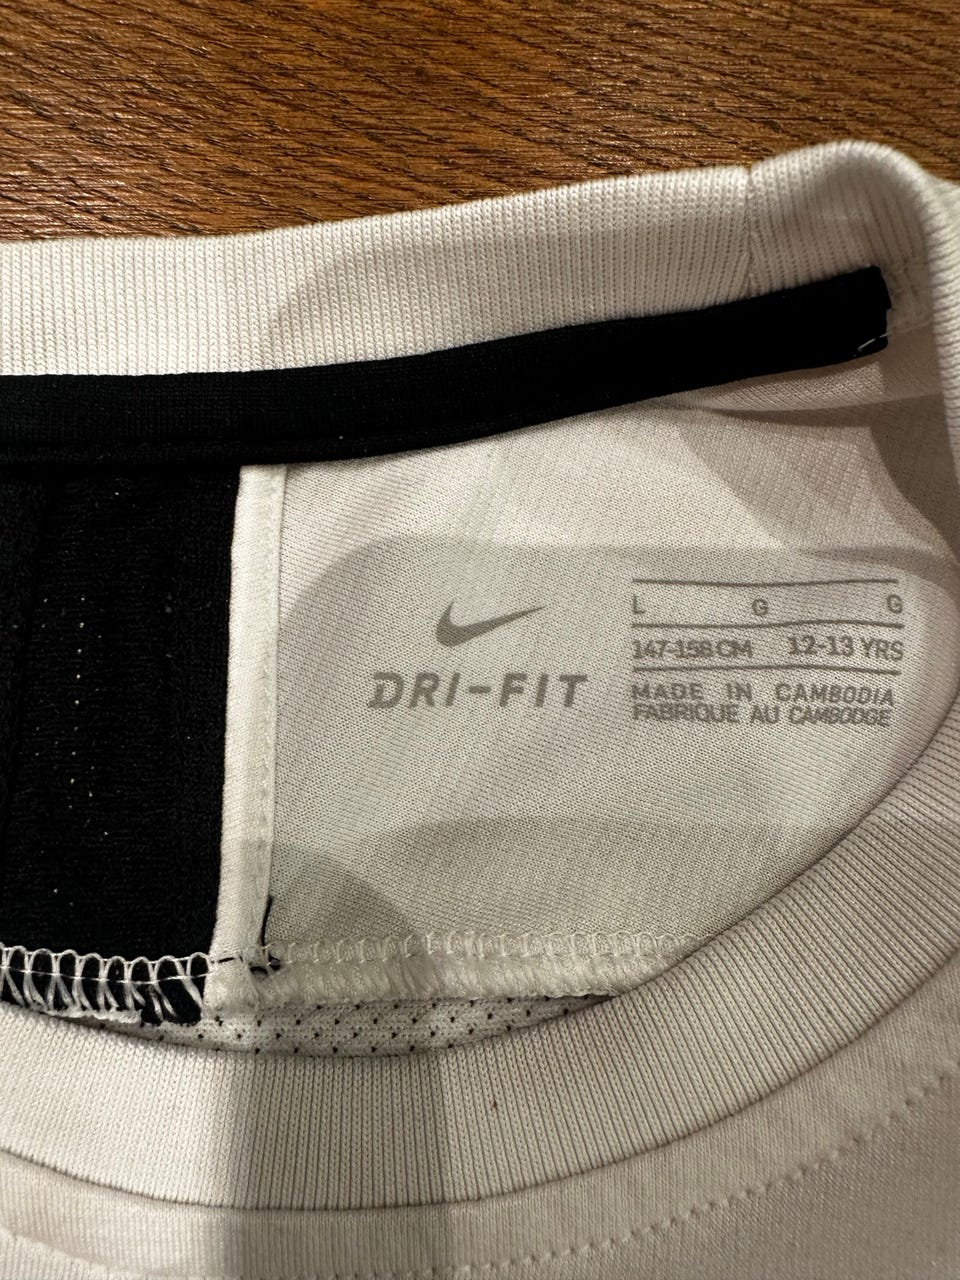 DRI-FIT
L G G
147-158 CM 12-13 YRS
MADE IN CAMBODIA
FABRIQUE AU CAMBODGE